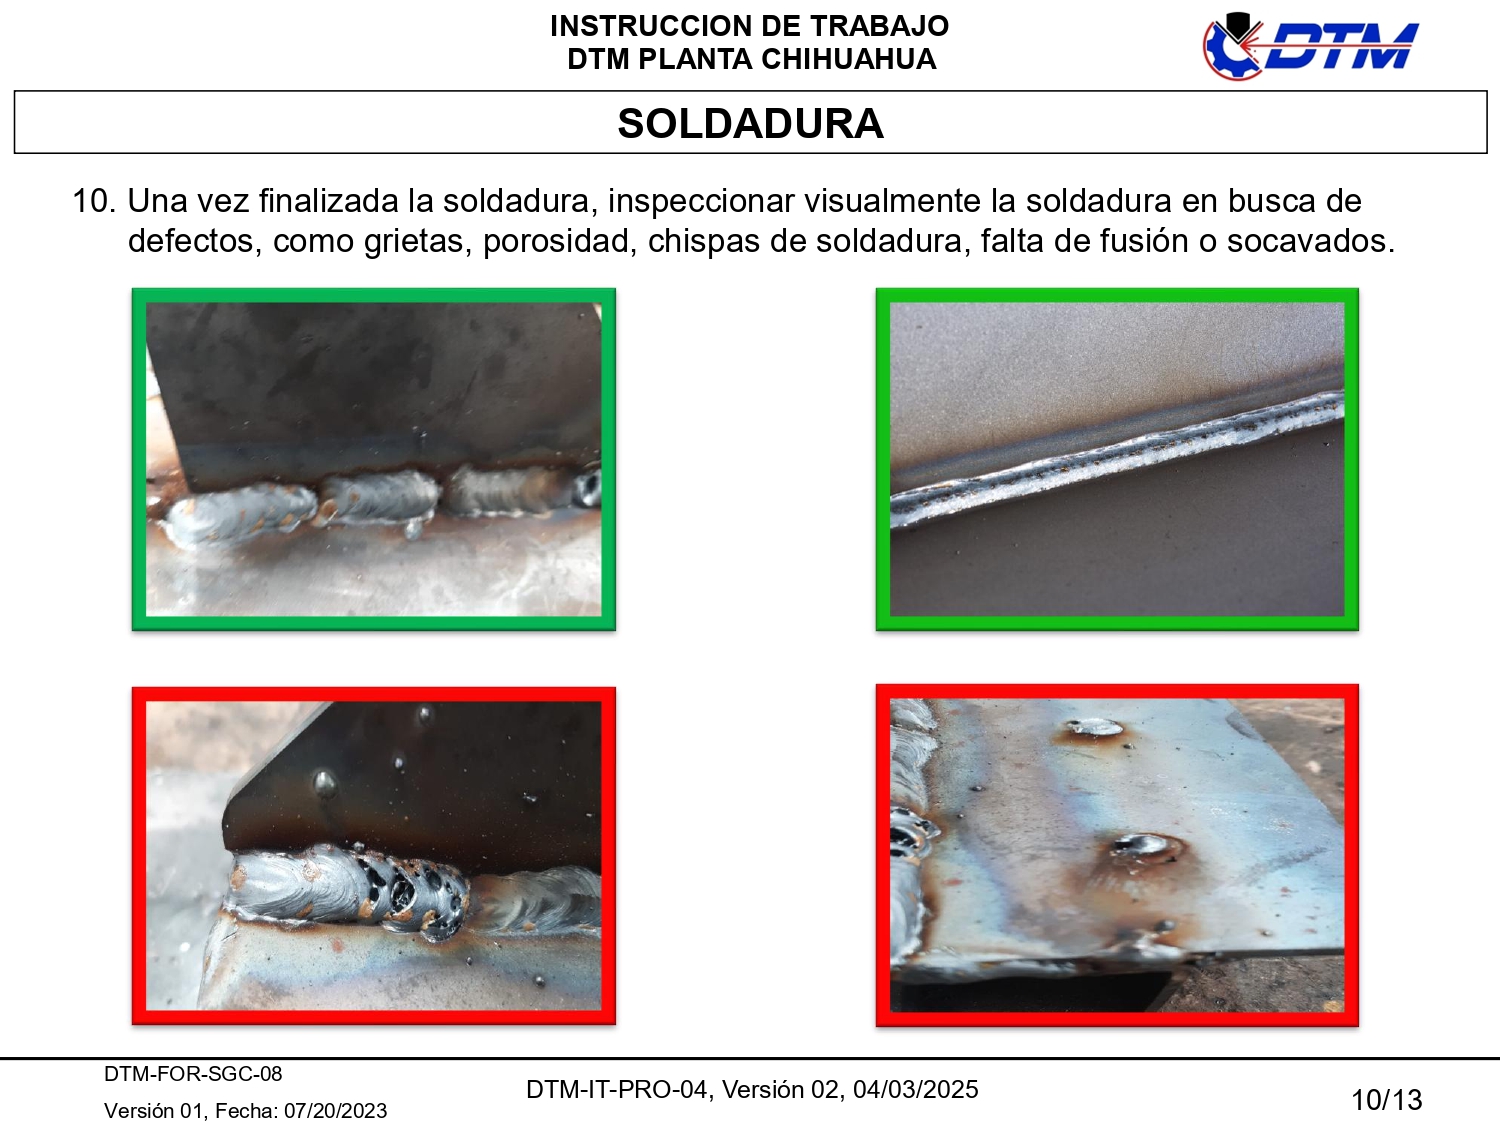 INSTRUCCION DE TRABAJO
DTM PLANTA CHIHUAHUA
DTM
SOLDADURA
10. Una vez finalizada la soldadura, inspeccionar visualmente la soldadura en busca de
defectos, como grietas, porosidad, chispas de soldadura, falta de fusión o socavados.
DTM-FOR-SGC-08
Versión 01, Fecha: 07/20/2023
DTM-IT-PRO-04, Versión 02, 04/03/2025
10/13